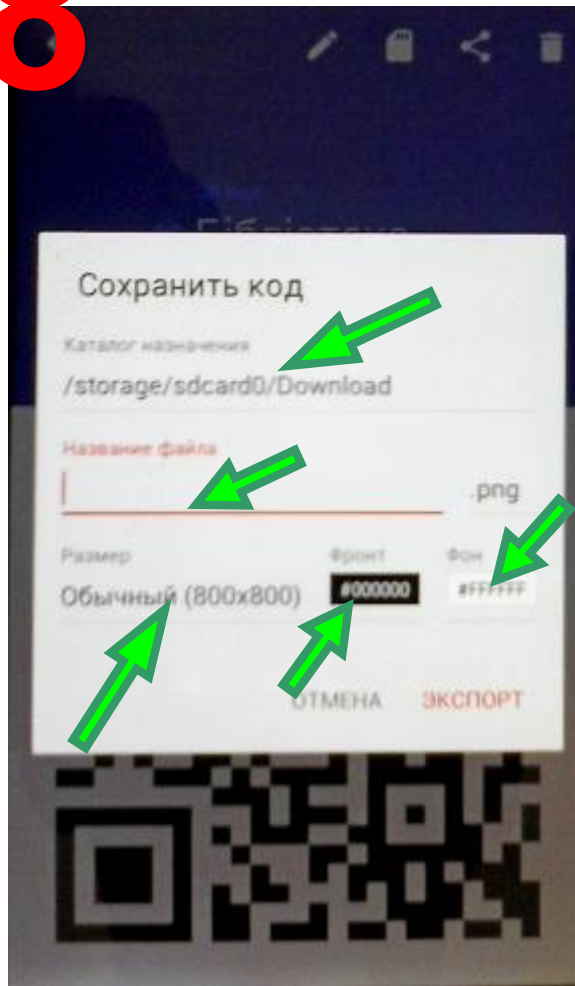 8
Бібліотека
Сохранить код
Каталог назначения
/storage/sdcard0/Download
Название файла
.png
Размер
Фронт
Фон
Обычный (800x800)
#000000
#FFFFFF
ОТМЕНА
ЭКСПОРТ